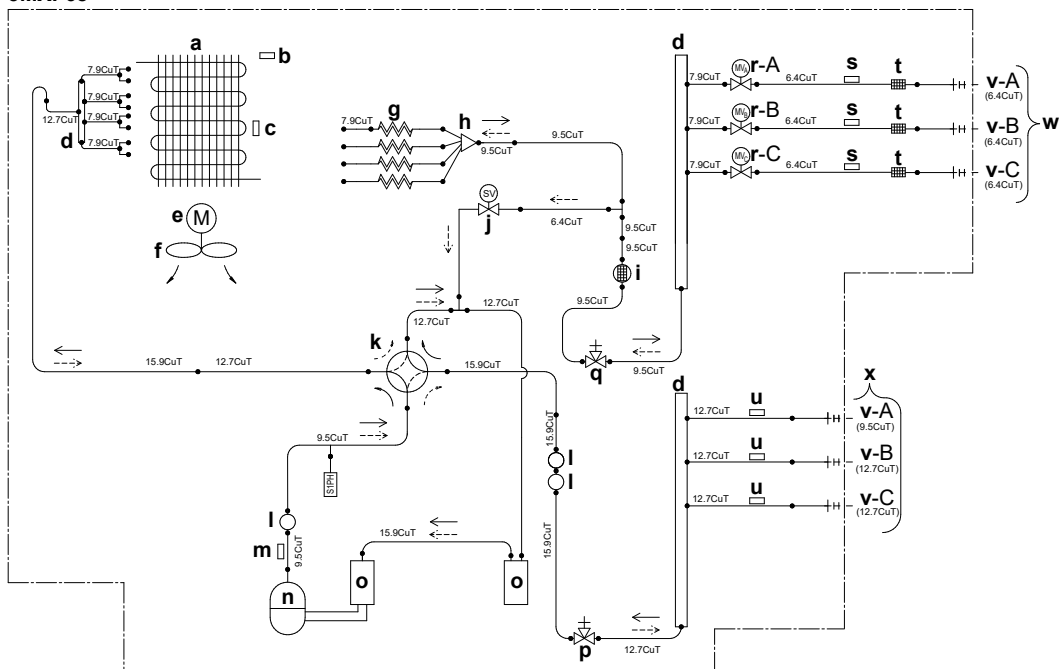 a
b
c
d
7.9CuT
7.9CuT
7.9CuT
7.9CuT
12.7CuT
e M
f
7.9CuT
g
h
9.5CuT
9.5CuT
SV
j
6.4CuT
9.5CuT
9.5CuT
i
9.5CuT
q
9.5CuT
d
7.9CuT
r-A
6.4CuT
s
t
v-A
(6.4CuT)
7.9CuT
r-B
6.4CuT
s
t
v-B
(6.4CuT)
7.9CuT
r-C
6.4CuT
s
t
v-C
(6.4CuT)
w
12.7CuT
12.7CuT
k
15.9CuT
12.7CuT
15.9CuT
9.5CuT
S1PH
l
m
9.5CuT
n
15.9CuT
o
o
15.9CuT
l
l
15.9CuT
p
12.7CuT
d
x
12.7CuT
u
v-A
(9.5CuT)
12.7CuT
u
v-B
(12.7CuT)
12.7CuT
u
v-C
(12.7CuT)